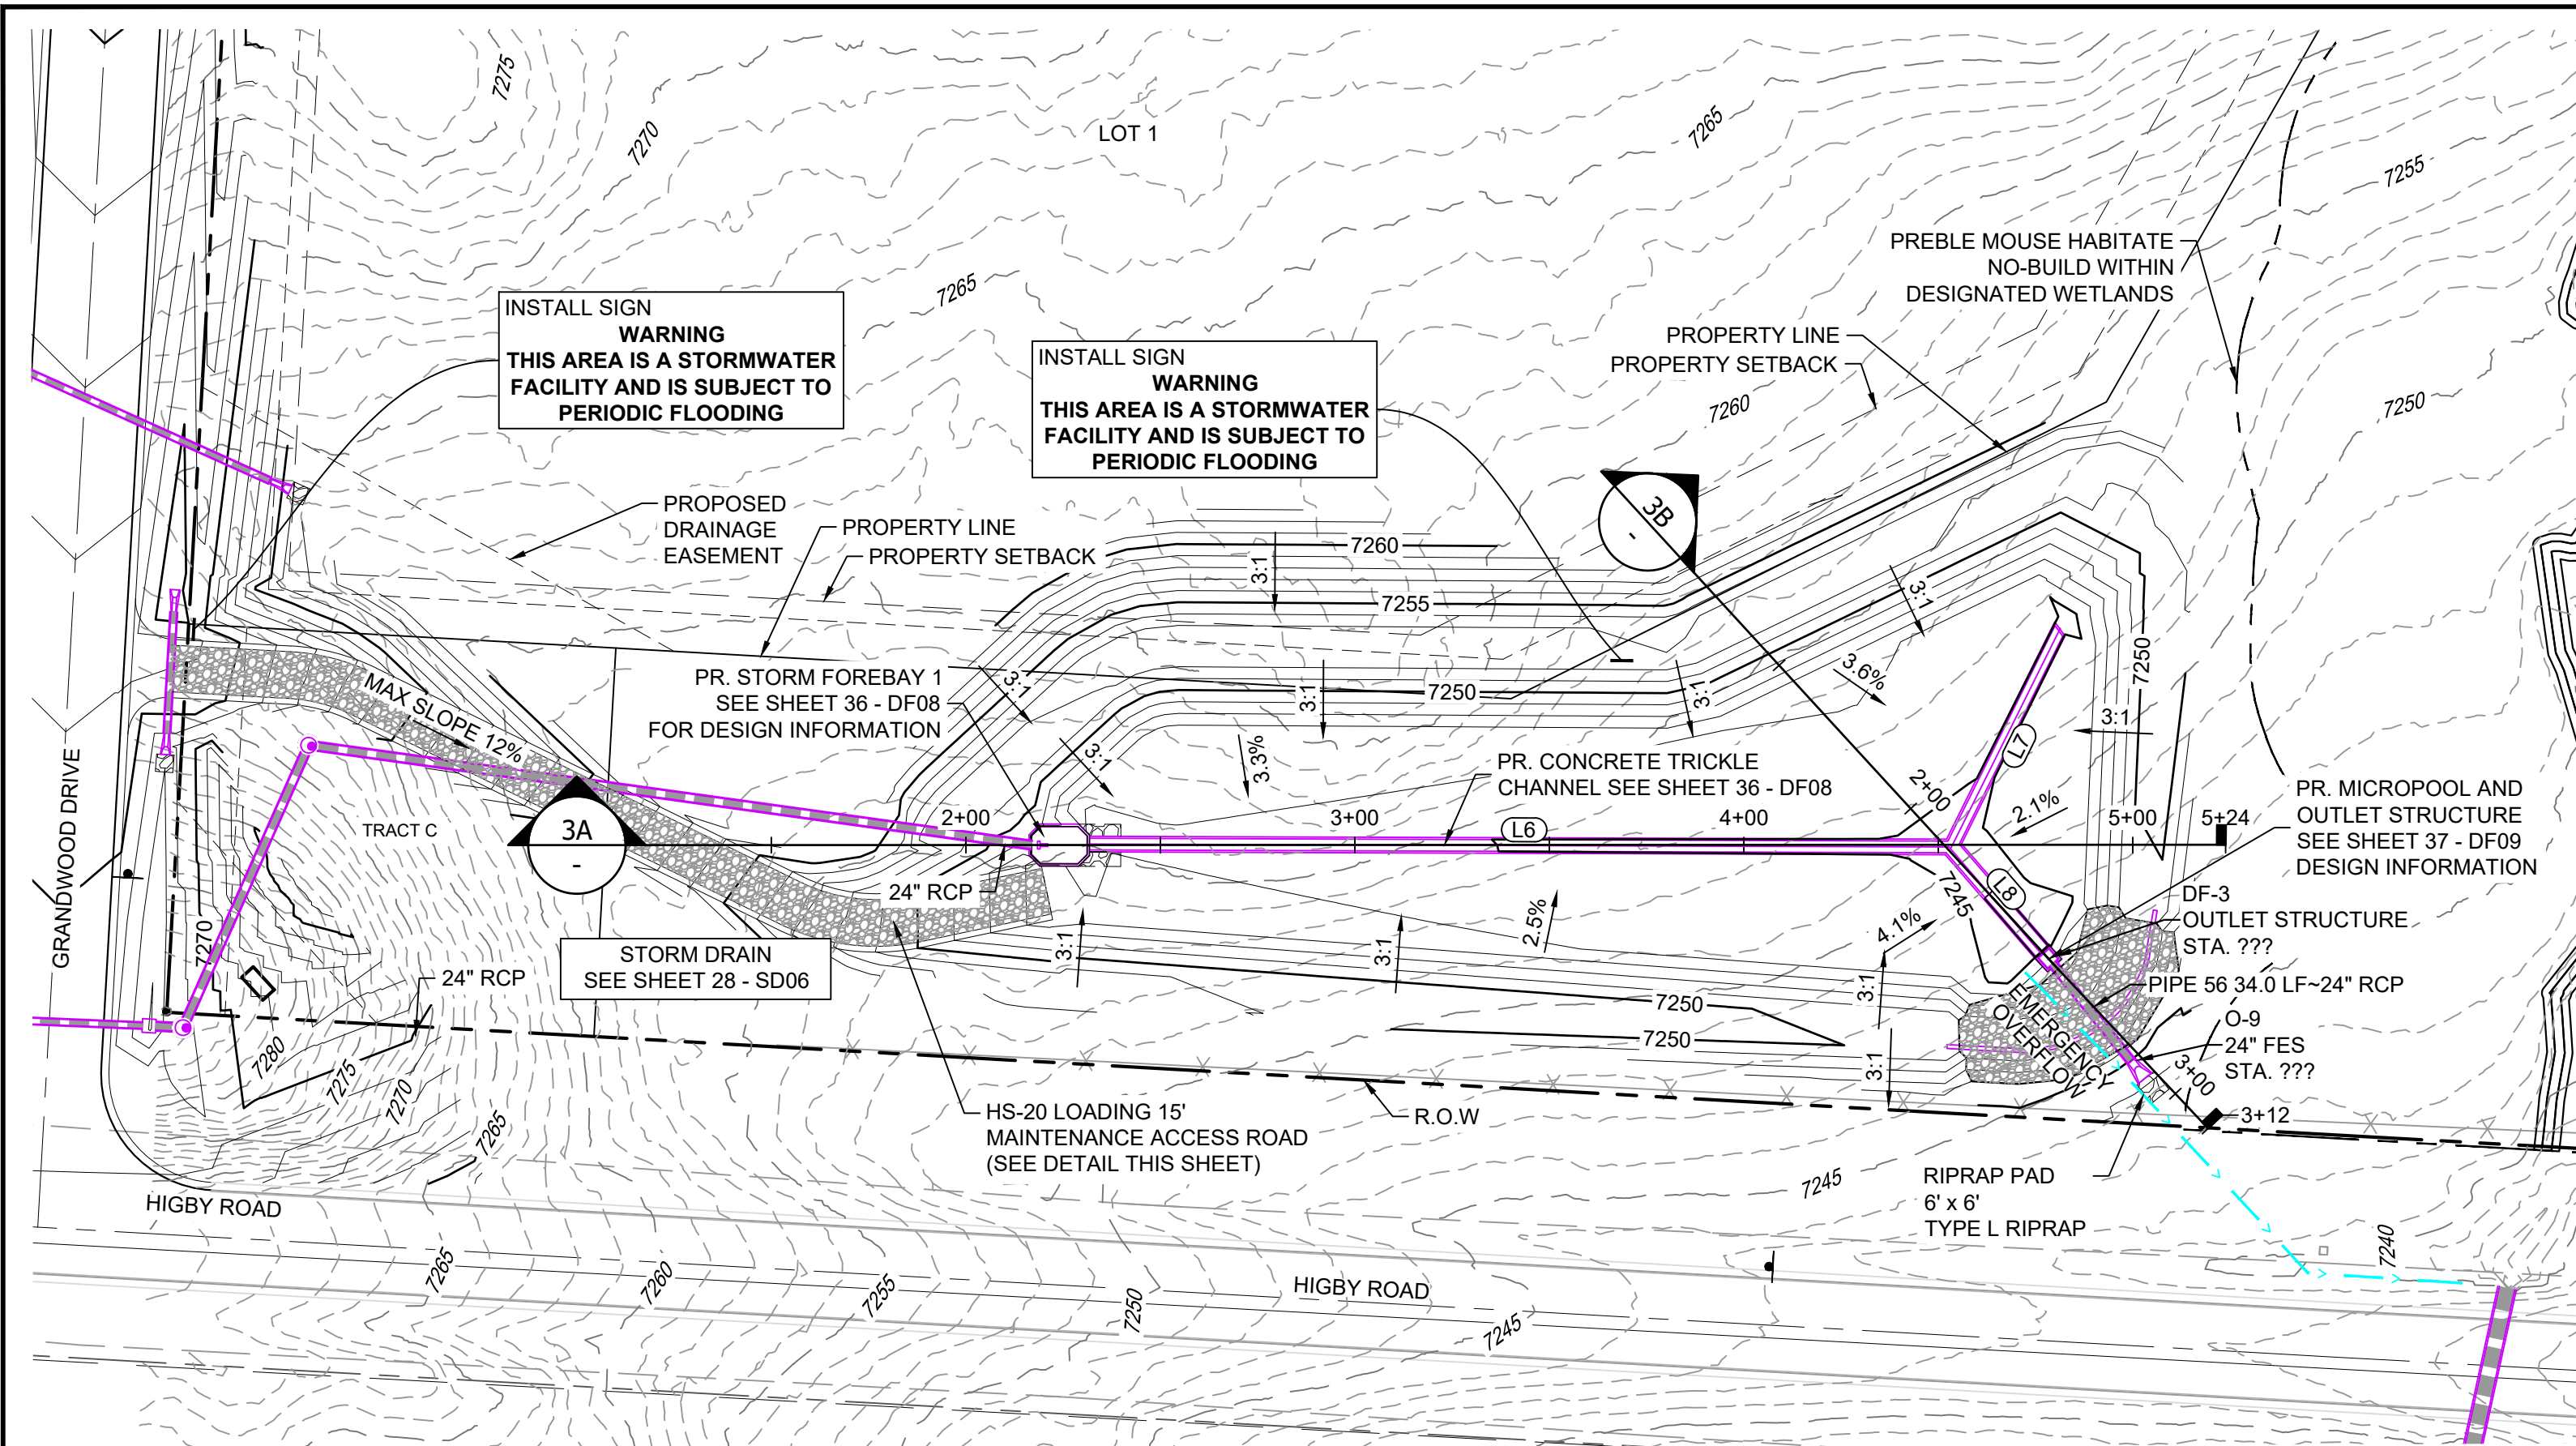 7275
7270
LOT 1
7265
7255
PREBLE MOUSE HABITATE
NO-BUILD WITHIN
DESIGNATED WETLANDS
7265
INSTALL SIGN
WARNING
THIS AREA IS A STORMWATER
FACILITY AND IS SUBJECT TO
PERIODIC FLOODING
INSTALL SIGN
WARNING
THIS AREA IS A STORMWATER
FACILITY AND IS SUBJECT TO
PERIODIC FLOODING
PROPERTY LINE
PROPERTY SETBACK
7260
7250
PROPOSED
DRAINAGE
EASEMENT
PROPERTY LINE
PROPERTY SETBACK
3B
-
7260
3:1
7255
3:1
PR. STORM FOREBAY 1
SEE SHEET 36 - DF08
FOR DESIGN INFORMATION
3:1
3:1
7250
3:1
3.6%
7250
3:1
MAX SLOPE 12%
3:1
3.3%
PR. CONCRETE TRICKLE
CHANNEL SEE SHEET 36 - DF08
L7
2+00
2.1%
PR. MICROPOOL AND
OUTLET STRUCTURE
SEE SHEET 37 - DF09
DESIGN INFORMATION
GRANDWOOD DRIVE
TRACT C
3A
-
2+00
3+00
L6
4+00
5+00
5+24
24" RCP
L8
7245
DF-3
OUTLET STRUCTURE
STA. ???
7270
3:1
3:1
2.5%
4.1%
3:1
STORM DRAIN
SEE SHEET 28 - SD06
24" RCP
PIPE 56 34.0 LF~24" RCP
7250
7250
EMERGENCY
OVERFLOW
O-9
24" FES
STA. ???
3:1
3+00
3+12
7280
7275
7270
7265
HS-20 LOADING 15'
MAINTENANCE ACCESS ROAD
(SEE DETAIL THIS SHEET)
R.O.W
RIPRAP PAD
6' x 6'
TYPE L RIPRAP
7245
HIGBY ROAD
7240
7265
7260
7255
7250
HIGBY ROAD
7245